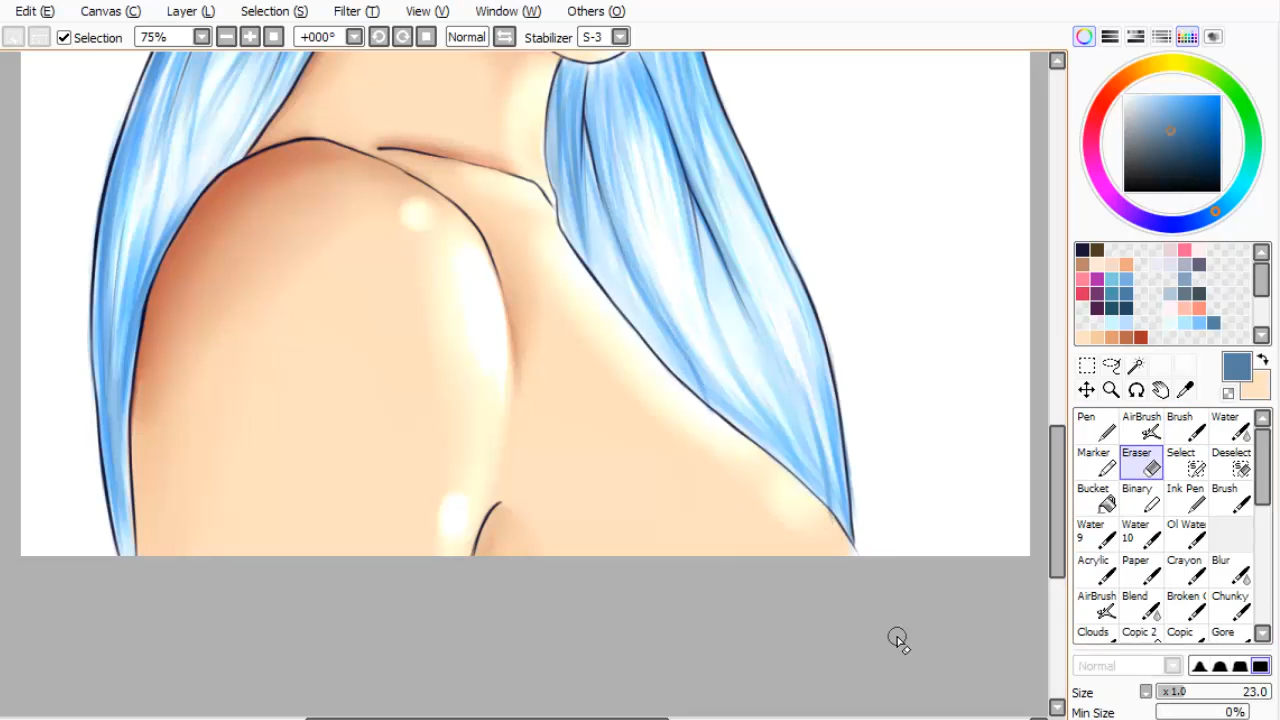 Edit (E) Canvas (C) Layer (L) Selection (S) Filter (T) View (V) Window (W) Others (O)
Selection 75% +000° Normal Stabilizer S-3
Pen AirBrush Brush Water
Marker Eraser Select Deselect
Bucket Binary Ink Pen Brush
Water 9 Water 10 Ol Wate
Acrylic Paper Crayon Blur
AirBrush Blend Broken C Chunky
Clouds Copic 2 Copic Gore
Normal
Size x 1.0 23.0
Min Size 0%